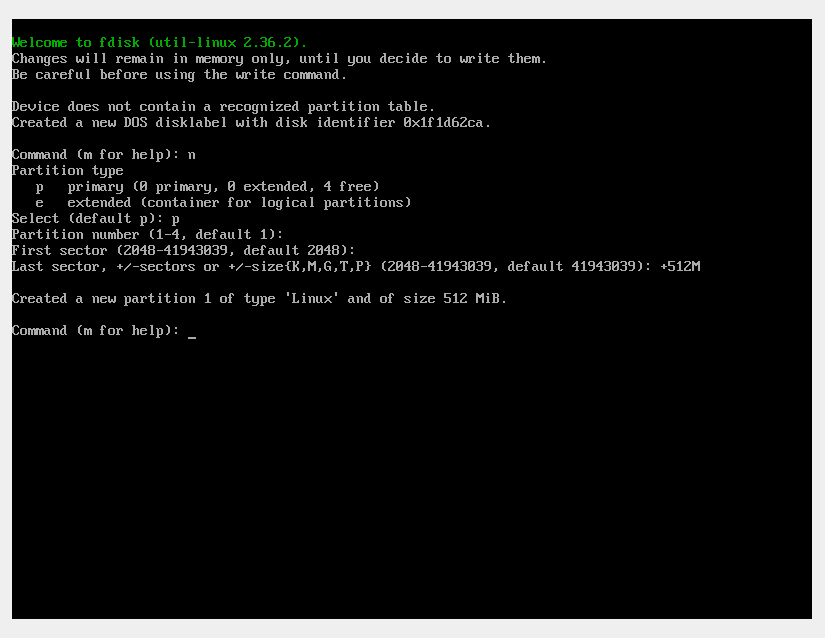 Welcome to fdisk (util-linux 2.36.2).
Changes will remain in memory only, until you decide to write them.
Be careful before using the write command.

Device does not contain a recognized partition table.
Created a new DOS disklabel with disk identifier 0x1f1d62ca.

Command (m for help): n
Partition type
   p   primary (0 primary, 0 extended, 4 free)
   e   extended (container for logical partitions)
Select (default p): p
Partition number (1-4, default 1):
First sector (2048-41943039, default 2048):
Last sector, +/-sectors or +/-size{K,M,G,T,P} (2048-41943039, default 41943039): +512M

Created a new partition 1 of type 'Linux' and of size 512 MiB.

Command (m for help): _